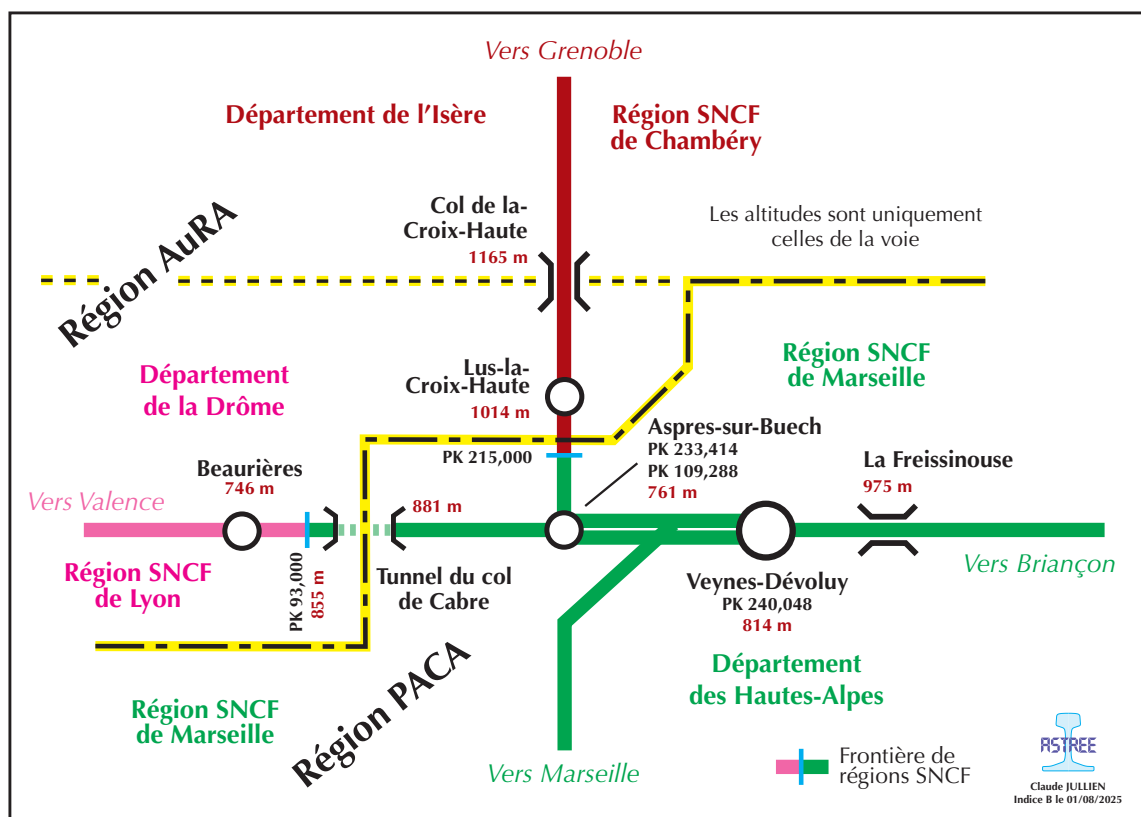 Vers Grenoble
Département de l'Isère
Région SNCF
de Chambéry
Col de la-
Croix-Haute
1165 m
Les altitudes sont uniquement
celles de la voie
Région AuRA
Département
de la Drôme
Lus-la-
Croix-Haute
1014 m
Région SNCF
de Marseille
PK 215,000
Aspres-sur-Buech
PK 233,414
PK 109,288
761 m
La Freissinouse
975 m
Beaurières
746 m
Vers Valence
881 m
Région SNCF
de Lyon
PK 93,000
855 m
Tunnel du col
de Cabre
Veynes-Dévoluy
PK 240,048
814 m
Vers Briançon
Région PACA
Région SNCF
de Marseille
Département
des Hautes-Alpes
Vers Marseille
Frontière de
régions SNCF
ASTREE
Claude JULLIEN
Indice B le 01/08/2025